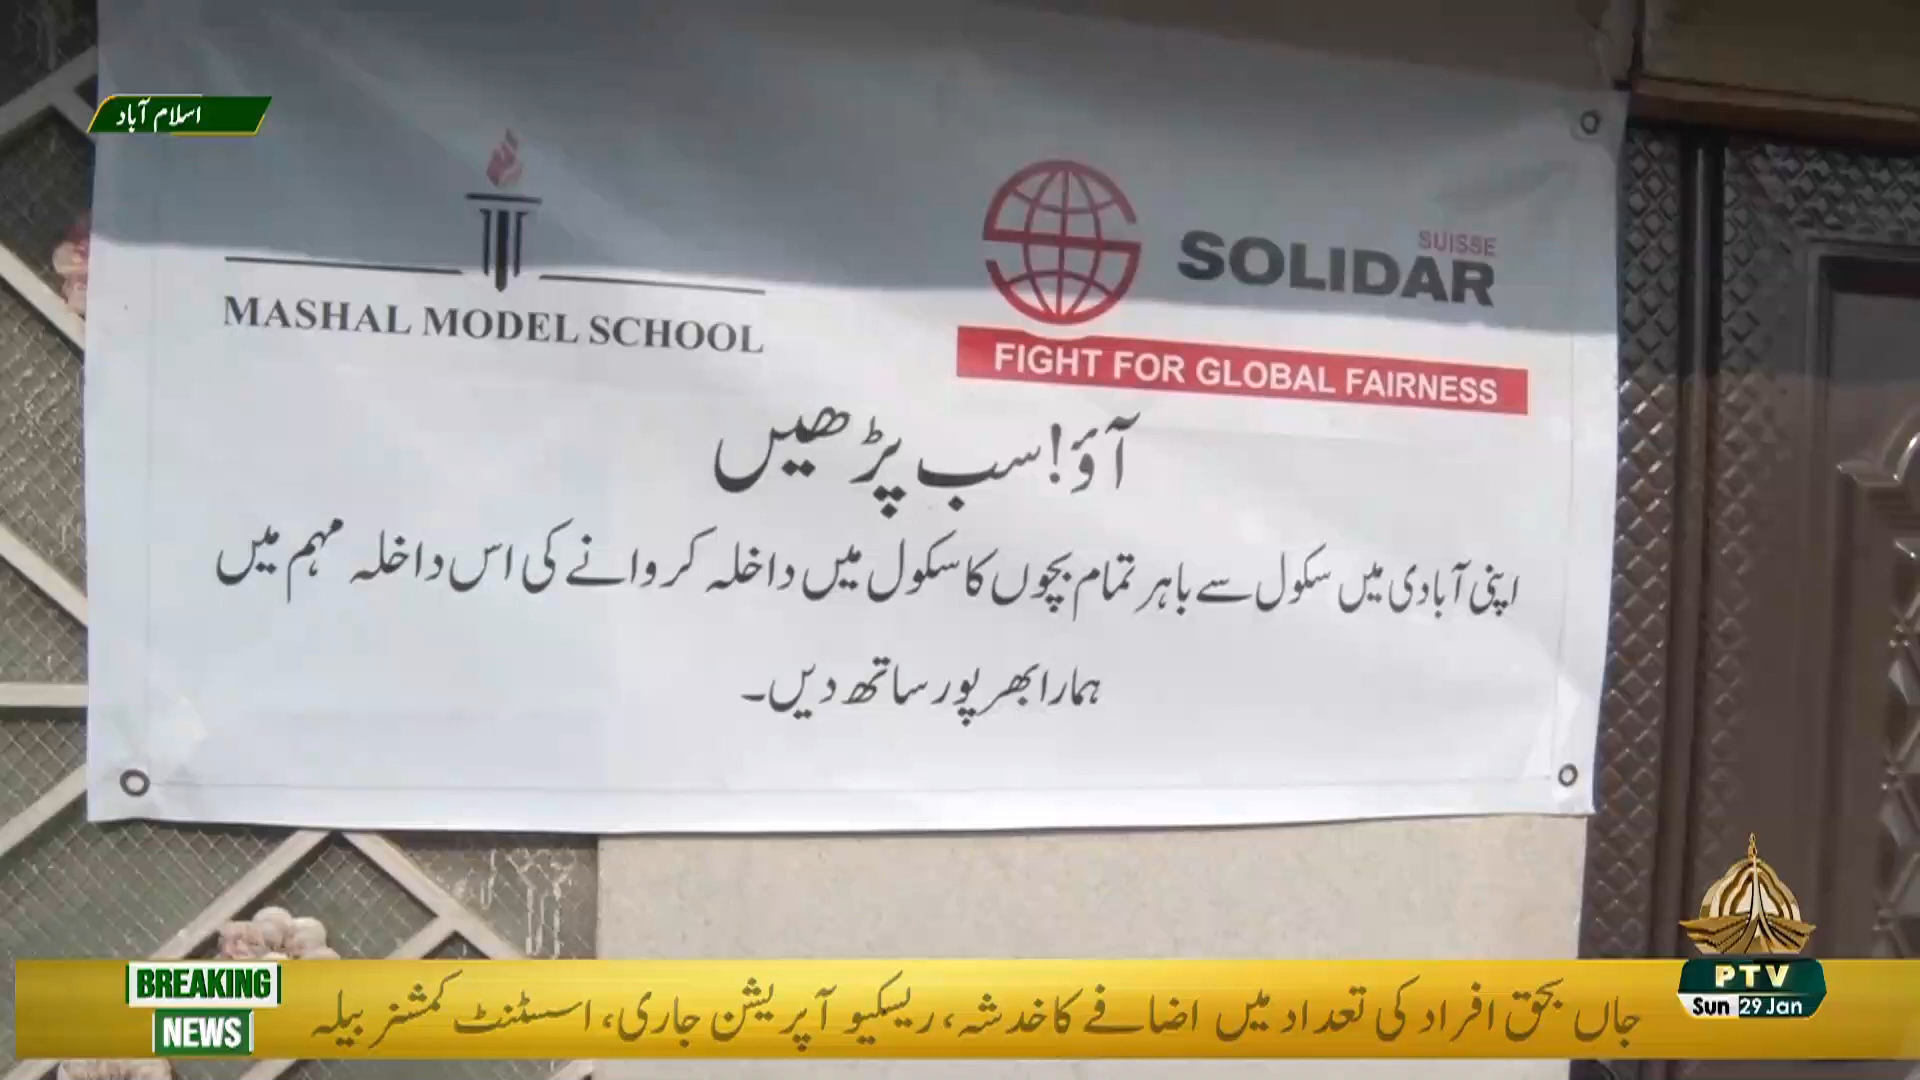 اسلام آباد
MASHAL MODEL SCHOOL
SUISSE
SOLIDAR
FIGHT FOR GLOBAL FAIRNESS
آؤ! سب پڑھیں
اپنی آبادی میں سکول سے باہر تمام بچوں کا سکول میں داخلہ کروانے کی اس داخلہ مہم میں
ہمارا بھرپور ساتھ دیں۔
PTV
Sun 29 Jan
BREAKING
NEWS
جاں بحق افراد کی تعداد میں اضافے کا خدشہ، ریسکیو آپریشن جاری، اسسٹنٹ کمشنر بیلہ